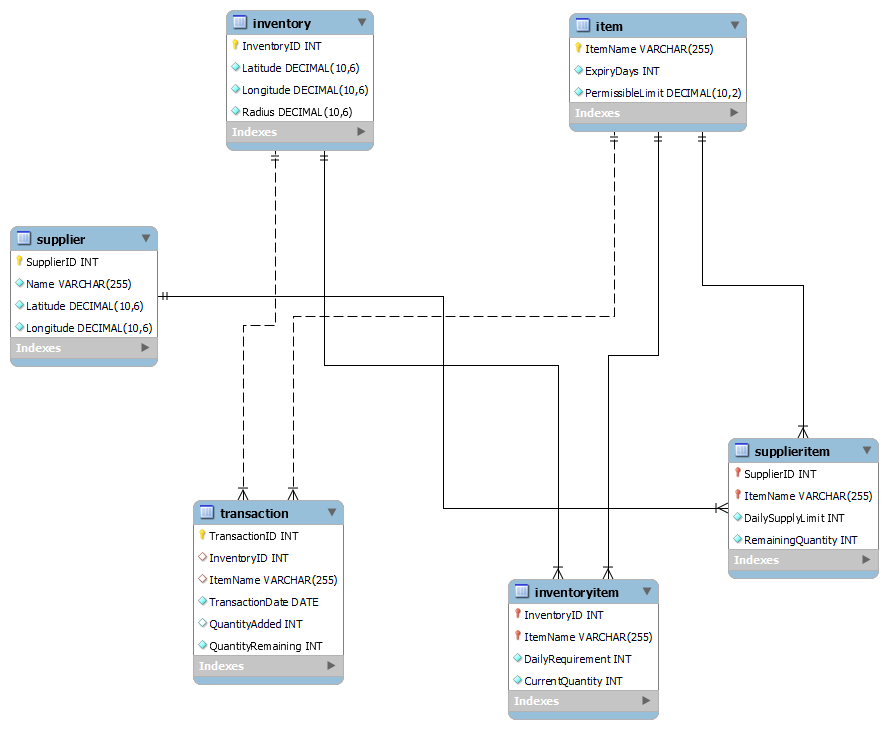 inventory
InventoryID INT
Latitude DECIMAL(10,6)
Longitude DECIMAL(10,6)
Radius DECIMAL(10,6)
Indexes
item
ItemName VARCHAR(255)
ExpiryDays INT
PermissibleLimit DECIMAL(10,2)
Indexes
supplier
SupplierID INT
Name VARCHAR(255)
Latitude DECIMAL(10,6)
Longitude DECIMAL(10,6)
Indexes
supplieritem
SupplierID INT
ItemName VARCHAR(255)
DailySupplyLimit INT
RemainingQuantity INT
Indexes
transaction
TransactionID INT
InventoryID INT
ItemName VARCHAR(255)
TransactionDate DATE
QuantityAdded INT
QuantityRemaining INT
Indexes
inventoryitem
InventoryID INT
ItemName VARCHAR(255)
DailyRequirement INT
CurrentQuantity INT
Indexes